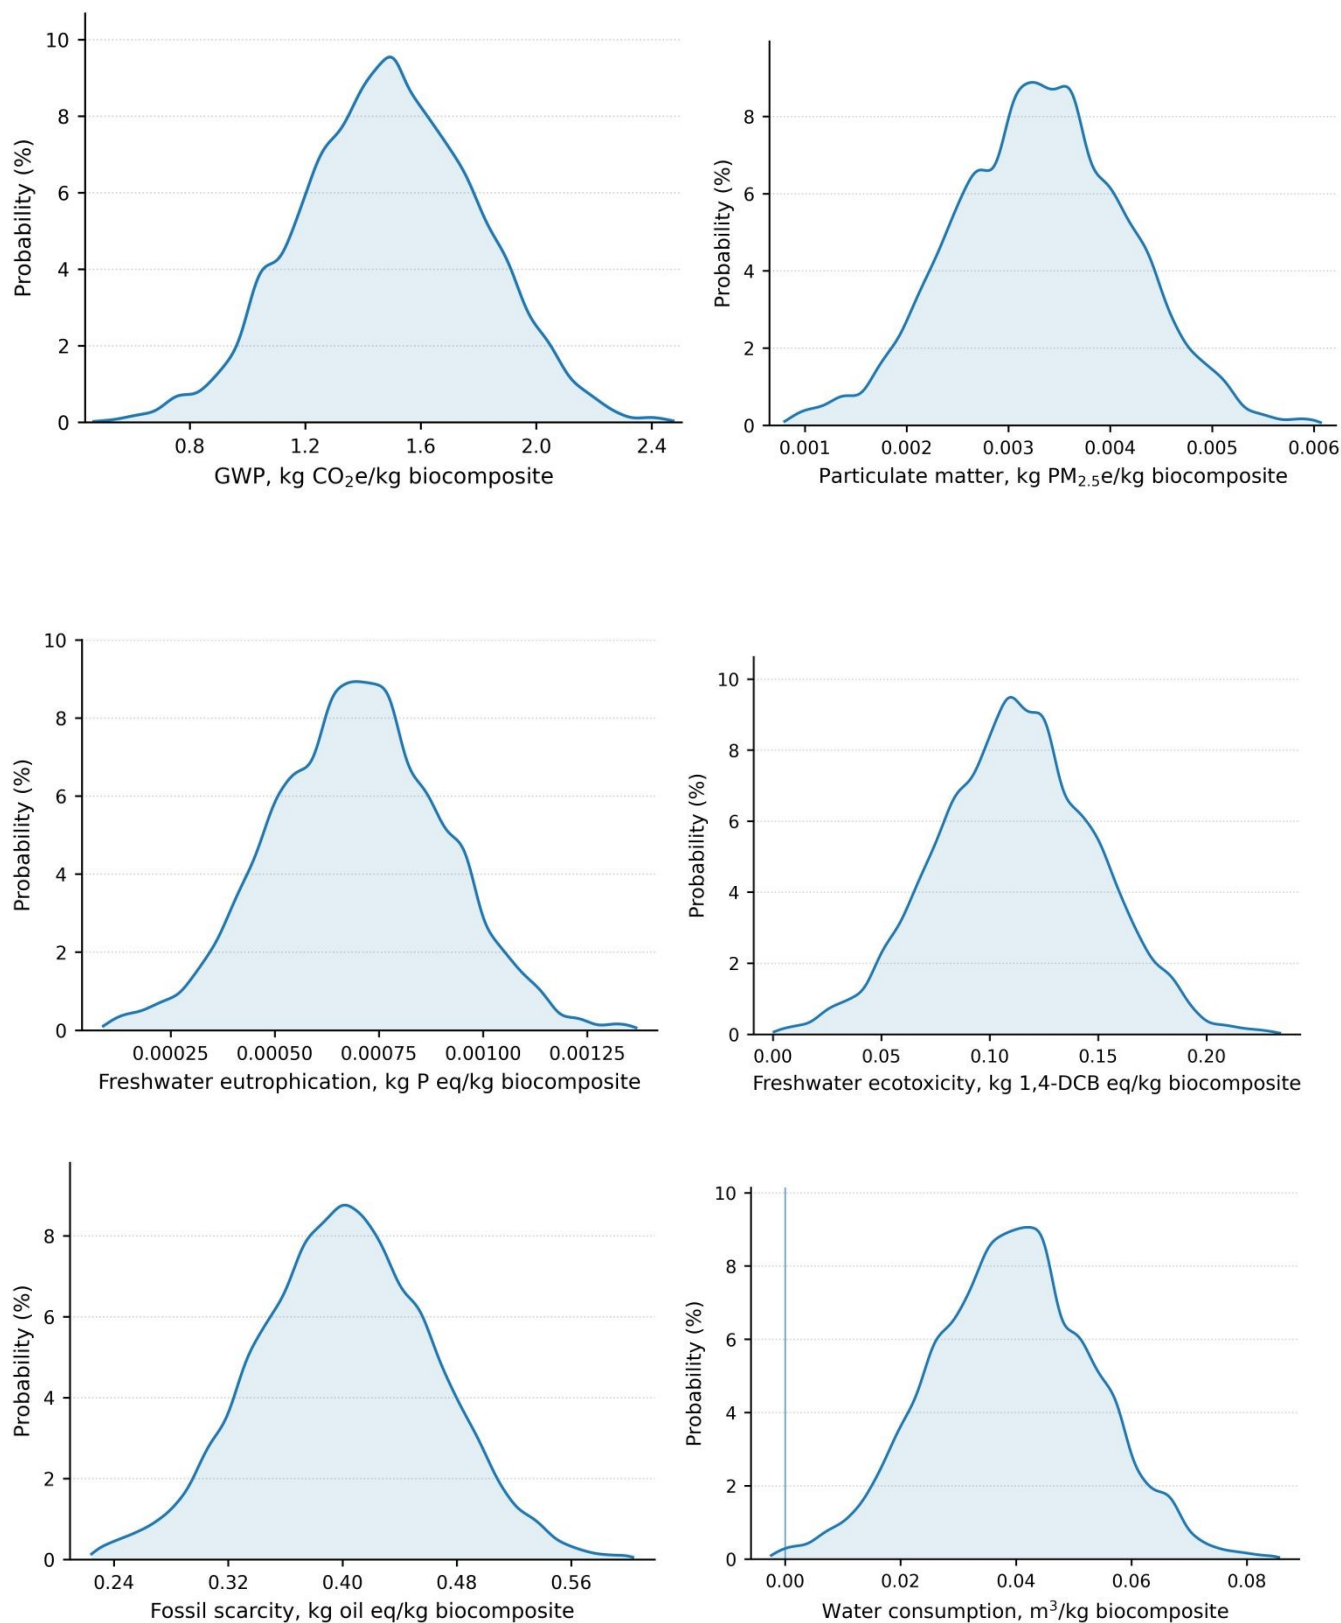 10
8
6
4
2
0
Probability (%)
0.8 1.2 1.6 2.0 2.4
GWP, kg CO₂e/kg biocomposite
8
6
4
2
0
Probability (%)
0.001 0.002 0.003 0.004 0.005 0.006
Particulate matter, kg PM₂.₅e/kg biocomposite
10
8
6
4
2
0
Probability (%)
0.00025 0.00050 0.00075 0.00100 0.00125
Freshwater eutrophication, kg P eq/kg biocomposite
10
8
6
4
2
0
Probability (%)
0.00 0.05 0.10 0.15 0.20
Freshwater ecotoxicity, kg 1,4-DCB eq/kg biocomposite
8
6
4
2
0
Probability (%)
0.24 0.32 0.40 0.48 0.56
Fossil scarcity, kg oil eq/kg biocomposite
10
8
6
4
2
0
Probability (%)
0.00 0.02 0.04 0.06 0.08
Water consumption, m³/kg biocomposite